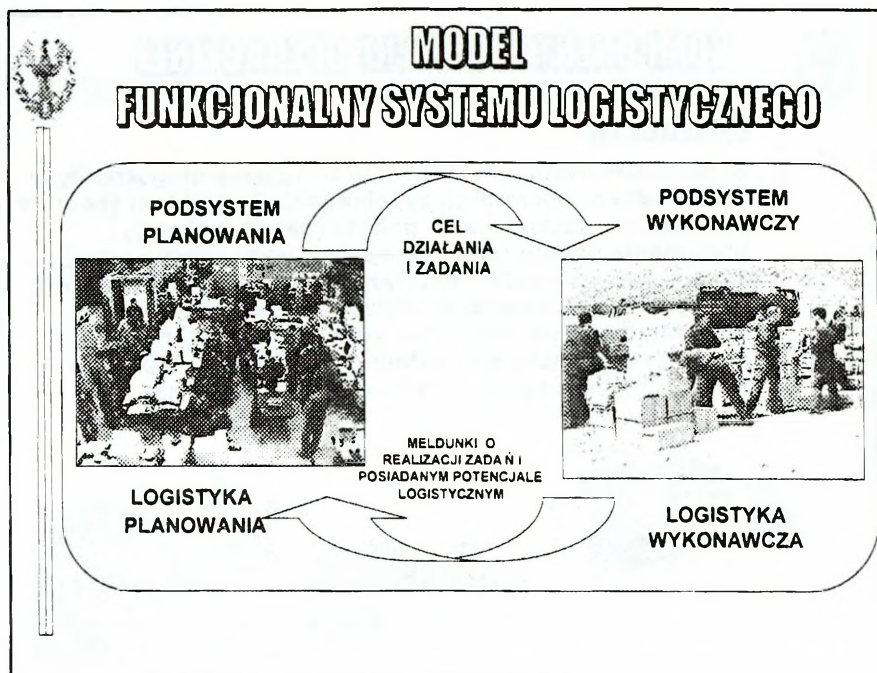 MODEL
FUNKCJONALNY SYSTEMU LOGISTYCZNEGO
PODSYSTEM
PLANOWANIA
CEL
DZIAŁANIA
I ZADANIA
PODSYSTEM
WYKONAWCZY
MELDUNKI O
REALIZACJI ZADAŃ I
POSIADANYM POTENCJALE
LOGISTYCZNYM
LOGISTYKA
PLANOWANIA
LOGISTYKA
WYKONAWCZA